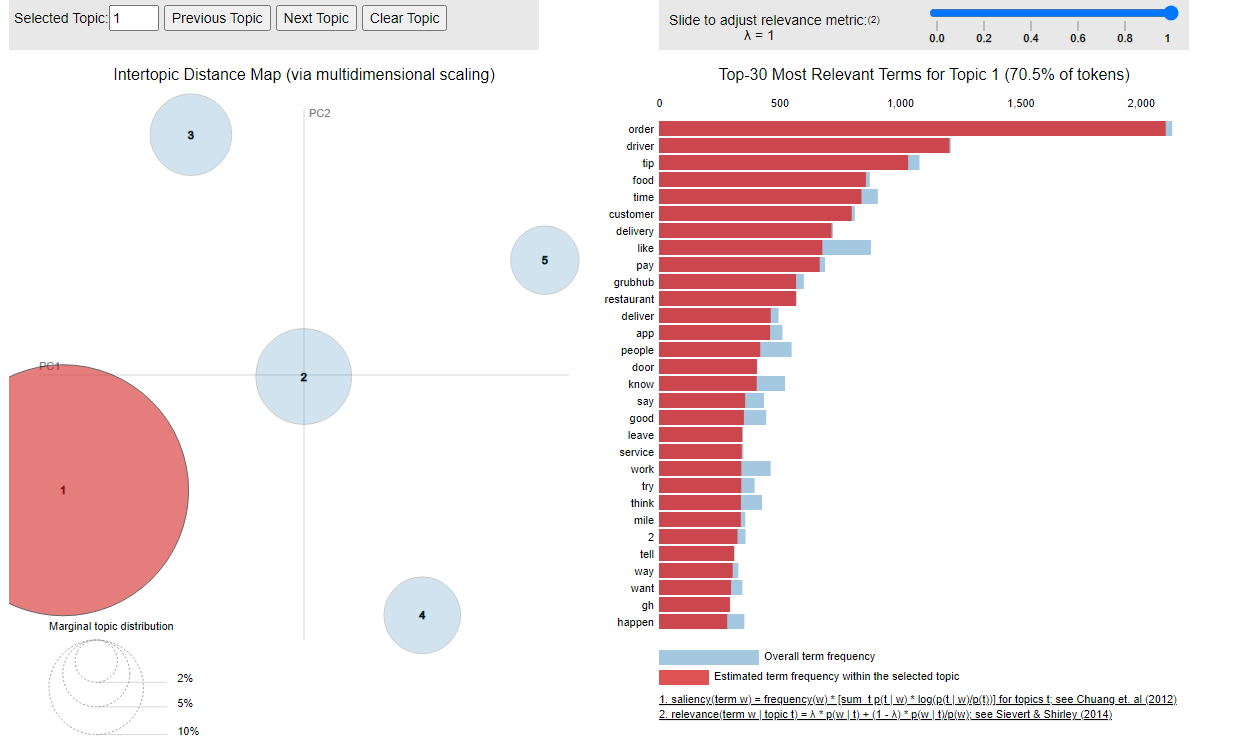 Selected Topic: 1 Previous Topic Next Topic Clear Topic
Slide to adjust relevance metric:(2)
λ = 1
0.0 0.2 0.4 0.6 0.8 1
Intertopic Distance Map (via multidimensional scaling)
PC2
PC1
3
5
2
1
4
Marginal topic distribution
2%
5%
10%
Top-30 Most Relevant Terms for Topic 1 (70.5% of tokens)
0 500 1,000 1,500 2,000
order
driver
tip
food
time
customer
delivery
like
pay
grubhub
restaurant
deliver
app
people
door
know
say
good
leave
service
work
try
think
mile
2
tell
way
want
gh
happen
Overall term frequency
Estimated term frequency within the selected topic
1. saliency(term w) = frequency(w) * [sum_t p(t | w) * log(p(t | w)/p(t))] for topics t; see Chuang et. al (2012)
2. relevance(term w | topic t) = λ * p(w | t) + (1 - λ) * p(w | t)/p(w); see Sievert & Shirley (2014)